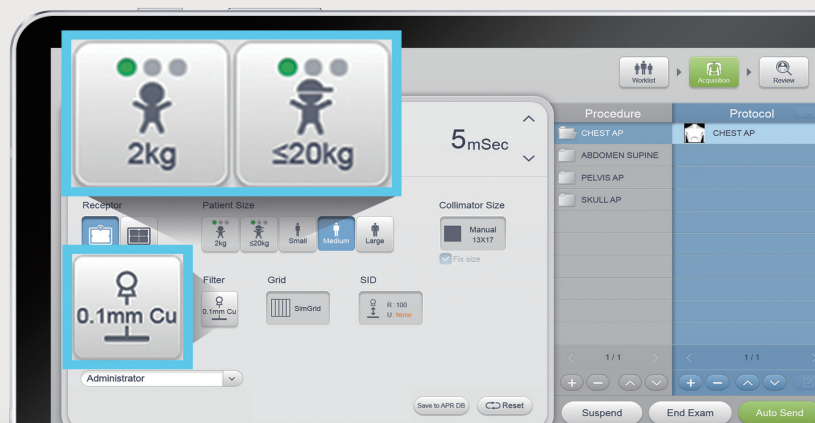 2kg
≤20kg
5mSec
Worklist
Acquisition
Review
Procedure
Protocol
CHEST AP
CHEST AP
ABDOMEN SUPINE
PELVIS AP
SKULL AP
Receptor
Patient Size
Collimator Size
2kg
≤20kg
Small
Medium
Large
Manual
13X17
Fix size
0.1mm Cu
Filter
Grid
SID
0.1mm Cu
SimGrid
R : 100
U : None
1 / 1
1 / 1
Administrator
Save to APR DB
Reset
Suspend
End Exam
Auto Send